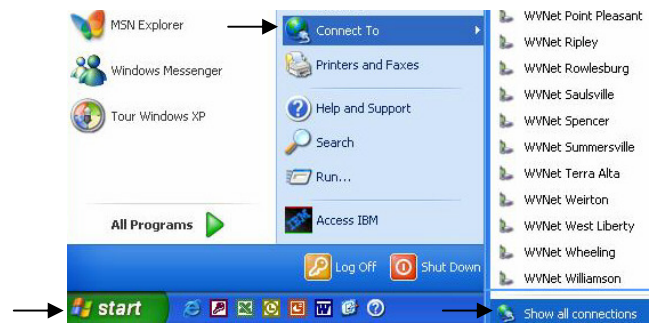 MSN Explorer
Windows Messenger
Tour Windows XP
All Programs
Connect To
Printers and Faxes
Help and Support
Search
Run...
Access IBM
Log Off
Shut Down
start
WVNet Point Pleasant
WVNet Ripley
WVNet Rowlesburg
WVNet Saulsville
WVNet Spencer
WVNet Summersville
WVNet Terra Alta
WVNet Weirton
WVNet West Liberty
WVNet Wheeling
WVNet Williamson
Show all connections